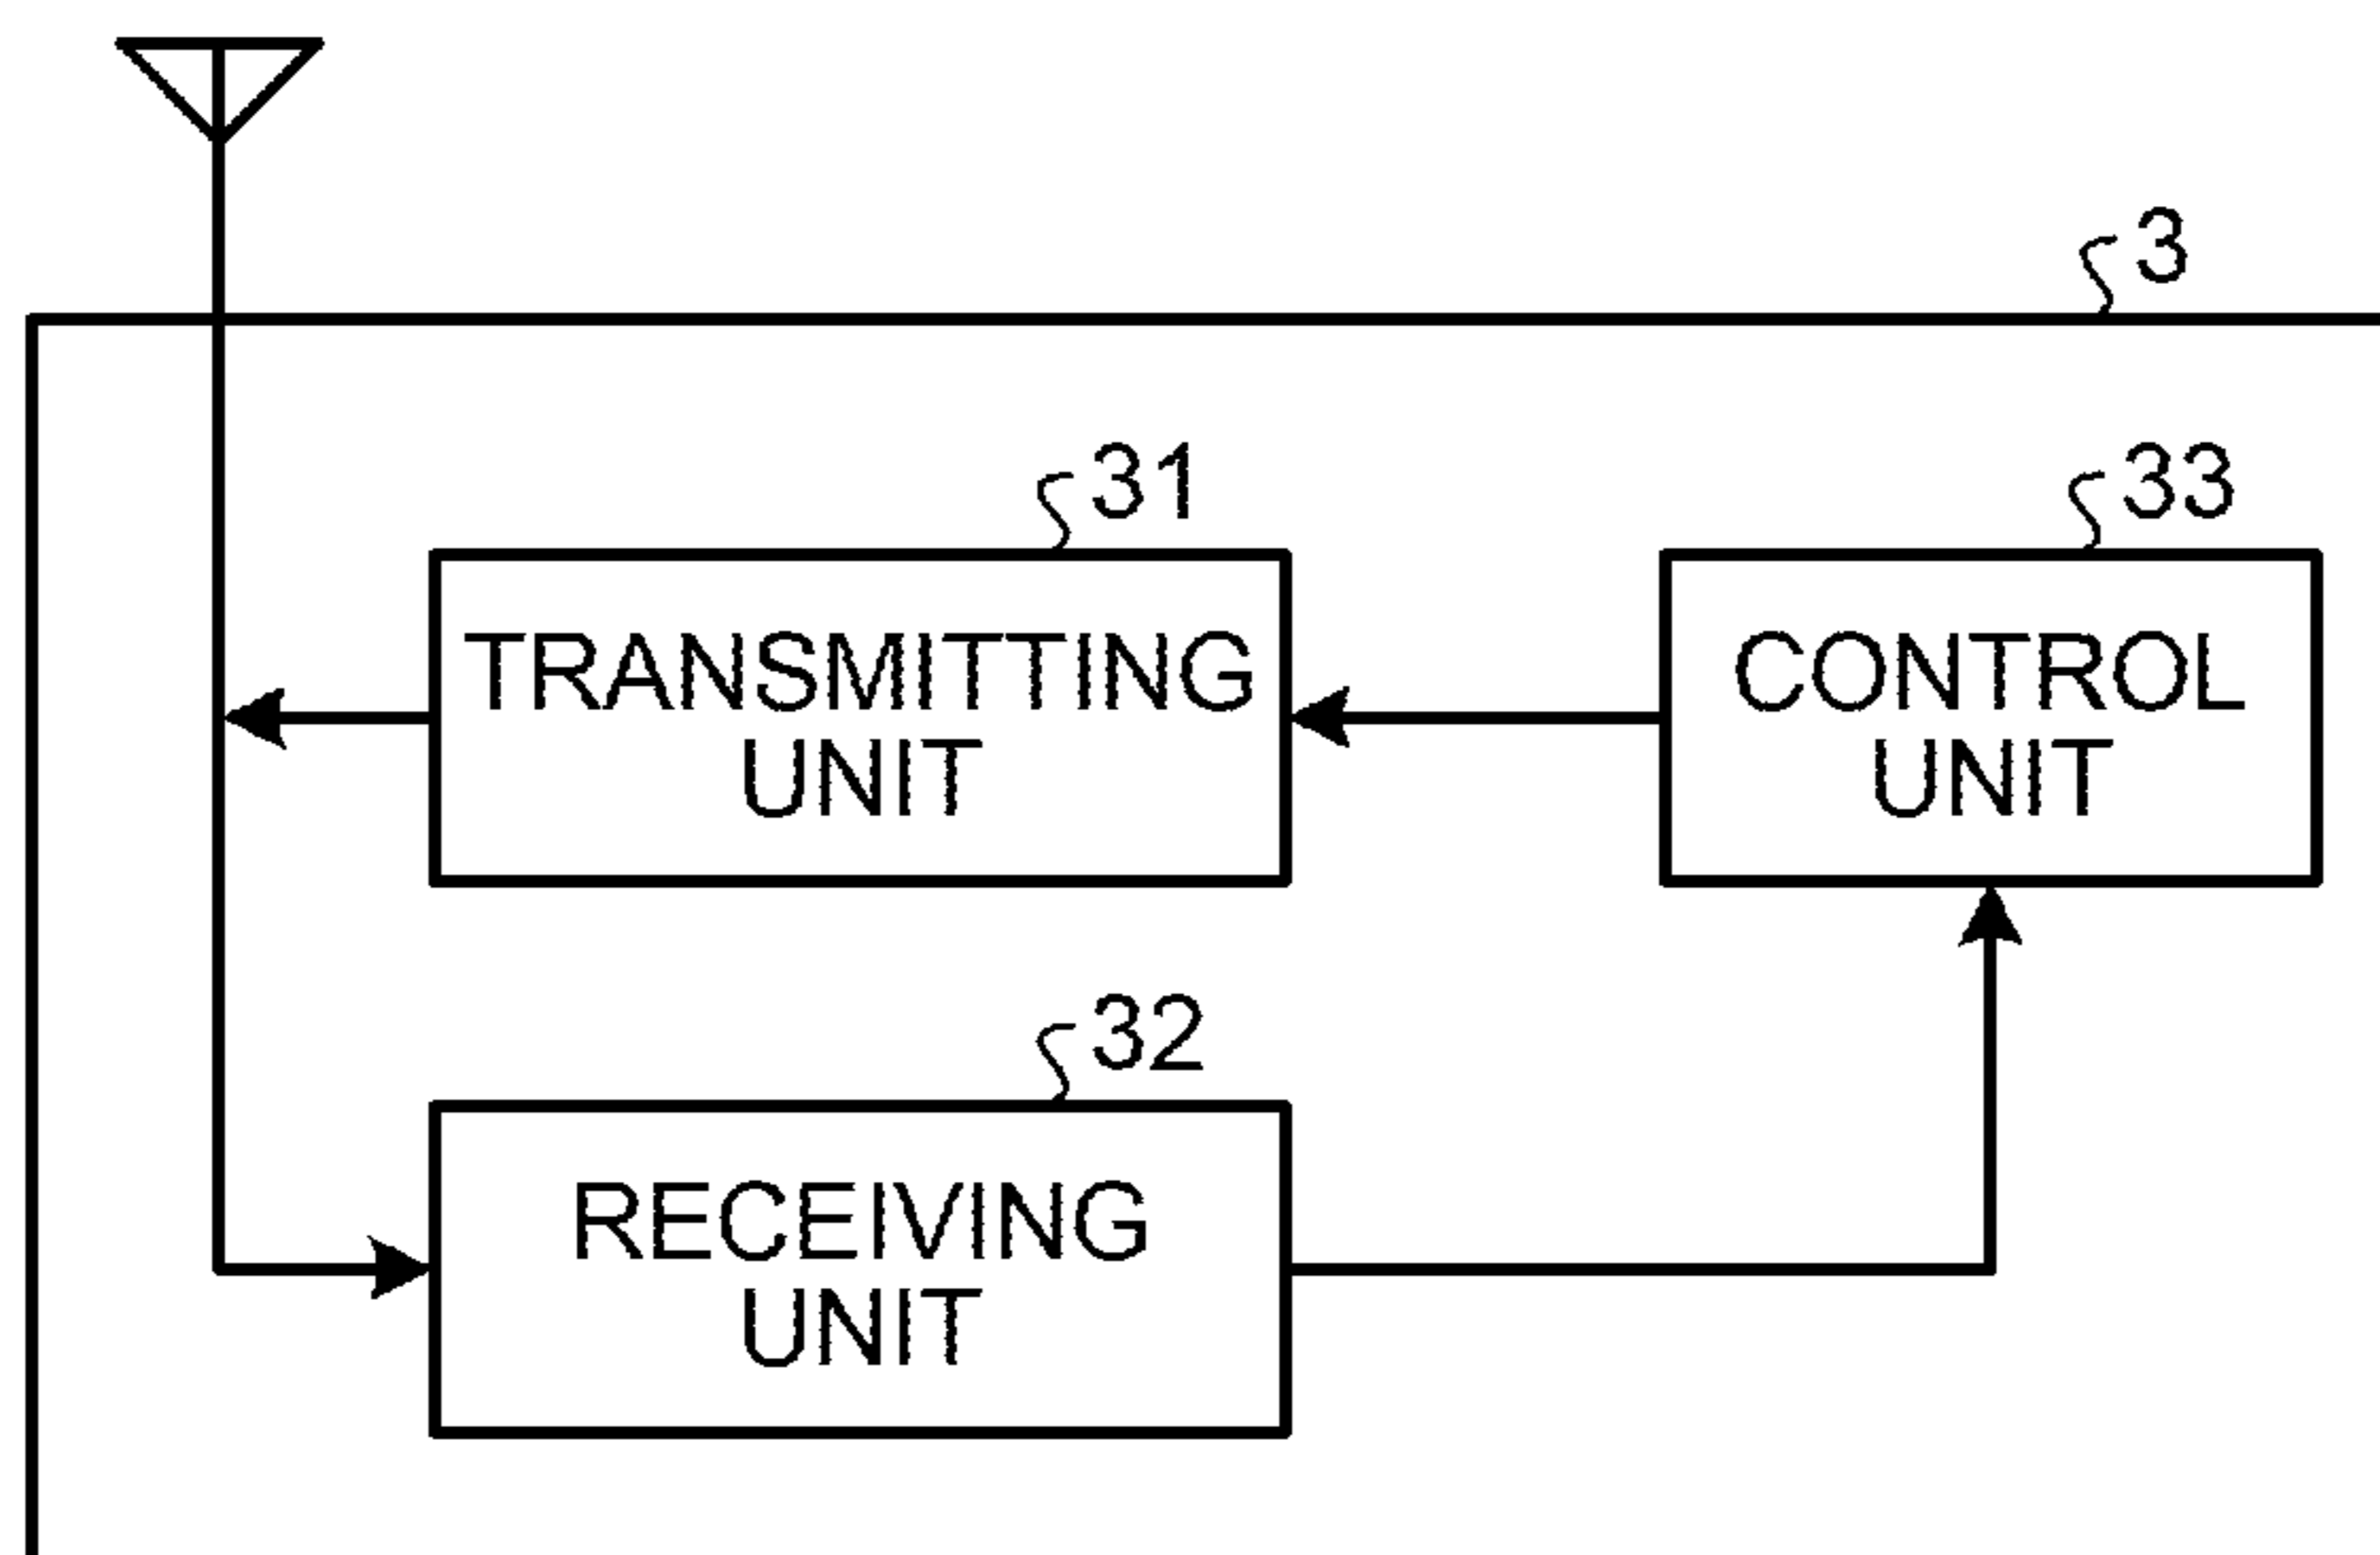 3
31
33
TRANSMITTING
UNIT
CONTROL
UNIT
32
RECEIVING
UNIT